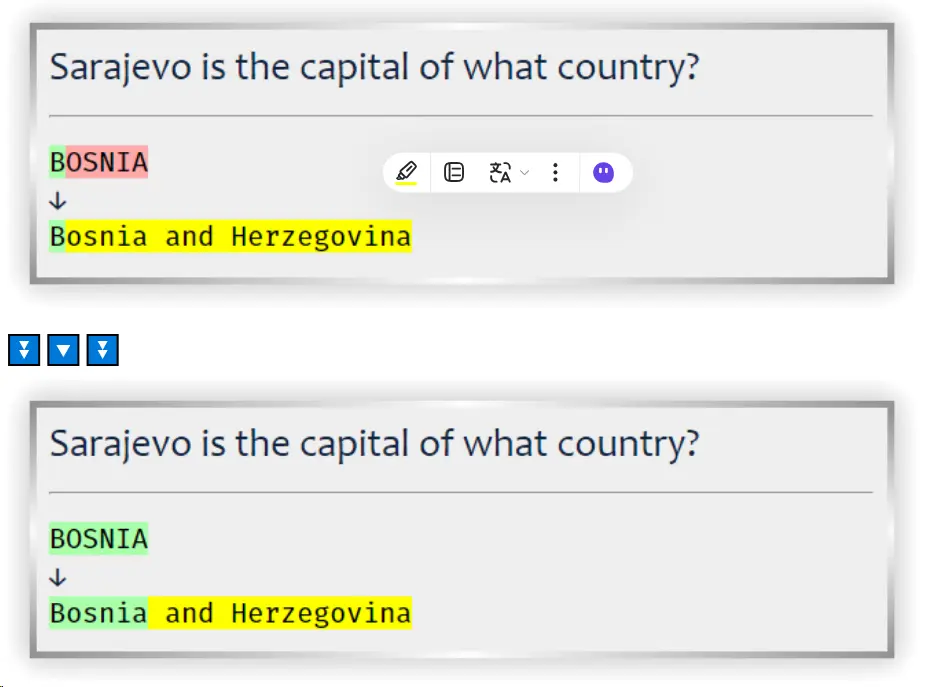 Sarajevo is the capital of what country?
BOSNIA
↓
Bosnia and Herzegovina
Sarajevo is the capital of what country?
BOSNIA
↓
Bosnia and Herzegovina